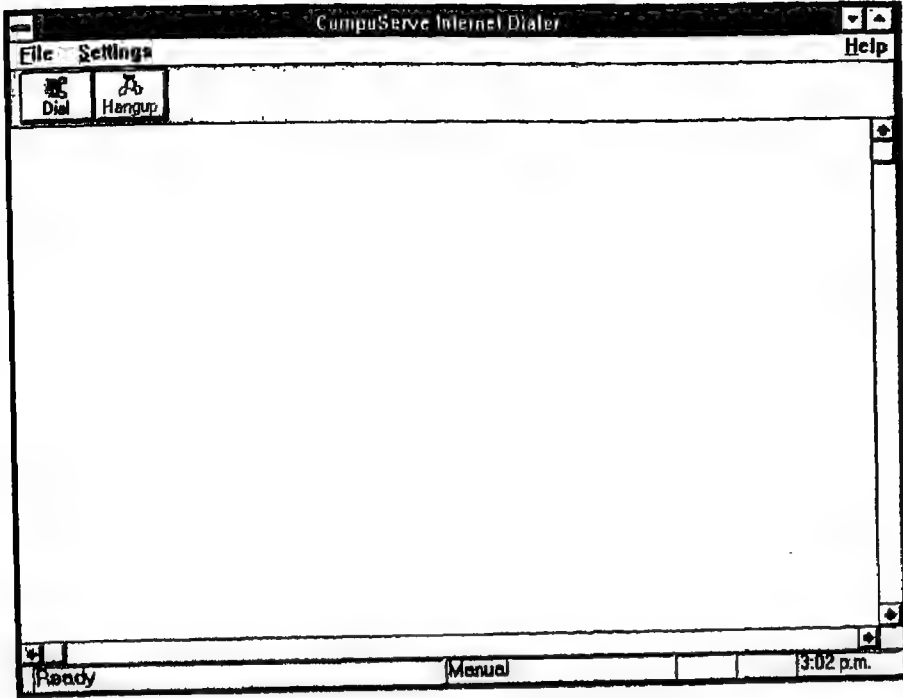 CompuServe Internet Dialer
File Settings Help
Dial Hangup
Ready Manual 3:02 p.m.